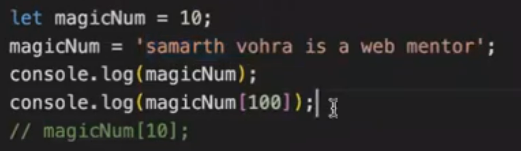 let magicNum = 10;
magicNum = 'samarth vohra is a web mentor';
console.log(magicNum);
console.log(magicNum[100]);
// magicNum[10];